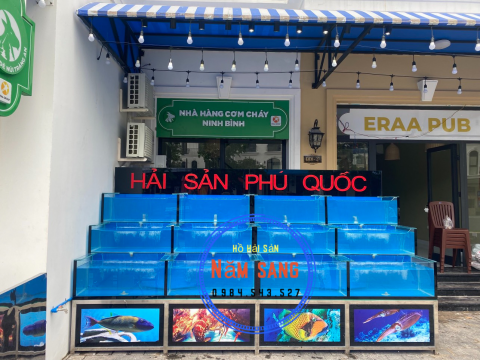 NHÀ HÀNG CƠM CHÁY
NINH BÌNH
ERAA PUB
HẢI SẢN PHÚ QUỐC
HỒ HẢI SẢN
NĂM SANG
0984.543.527